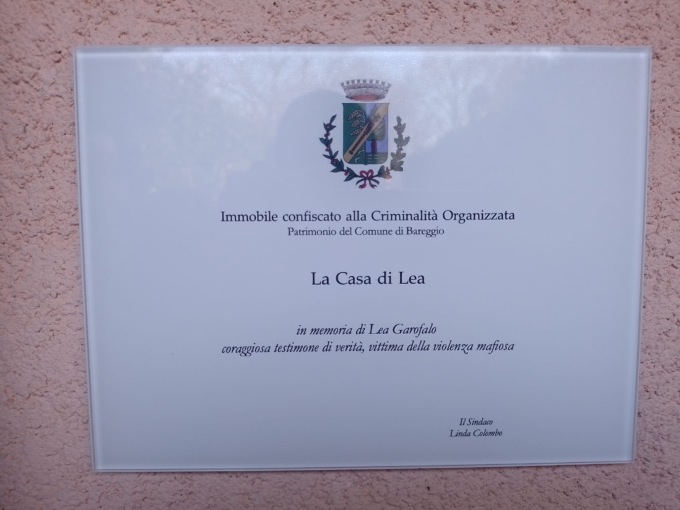 Immobile confiscato alla Criminalità Organizzata
Patrimonio del Comune di Bareggio
La Casa di Lea
in memoria di Lea Garofalo
coraggiosa testimone di verità, vittima della violenza mafiosa
Il Sindaco
Linda Colombo